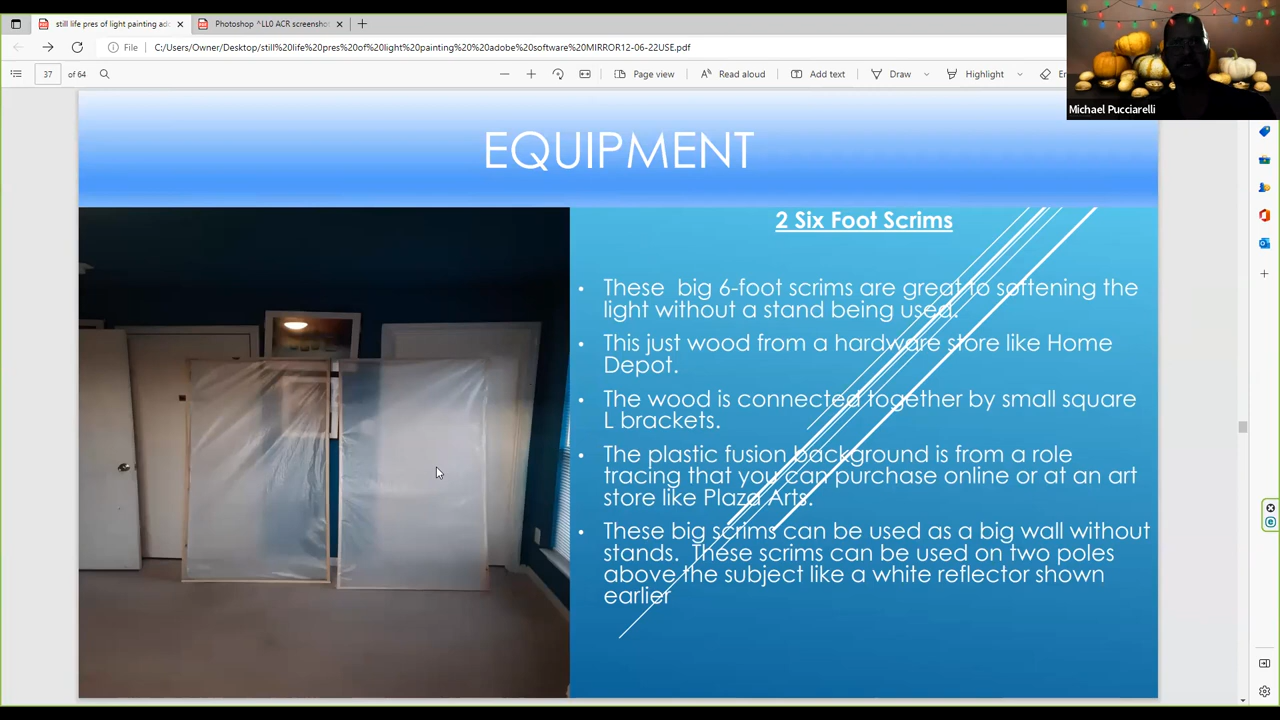 still life pres of light painting ado
Photoshop ^LL0 ACR screenshot
File
C:/Users/Owner/Desktop/still%20life%20pres%20of%20light%20painting%20%20adobe%20software%20MIRROR12-06-22USE.pdf
37 of 64
Page view
Read aloud
Add text
Draw
Highlight
Michael Pucciarelli
EQUIPMENT
2 Six Foot Scrims
• These big 6-foot scrims are great to softening the
light without a stand being used.
• This just wood from a hardware store like Home
Depot.
• The wood is connected together by small square
L brackets.
• The plastic fusion background is from a role
tracing that you can purchase online or at an art
store like Plaza Arts.
• These big scrims can be used as a big wall without
stands. These scrims can be used on two poles
above the subject like a white reflector shown
earlier